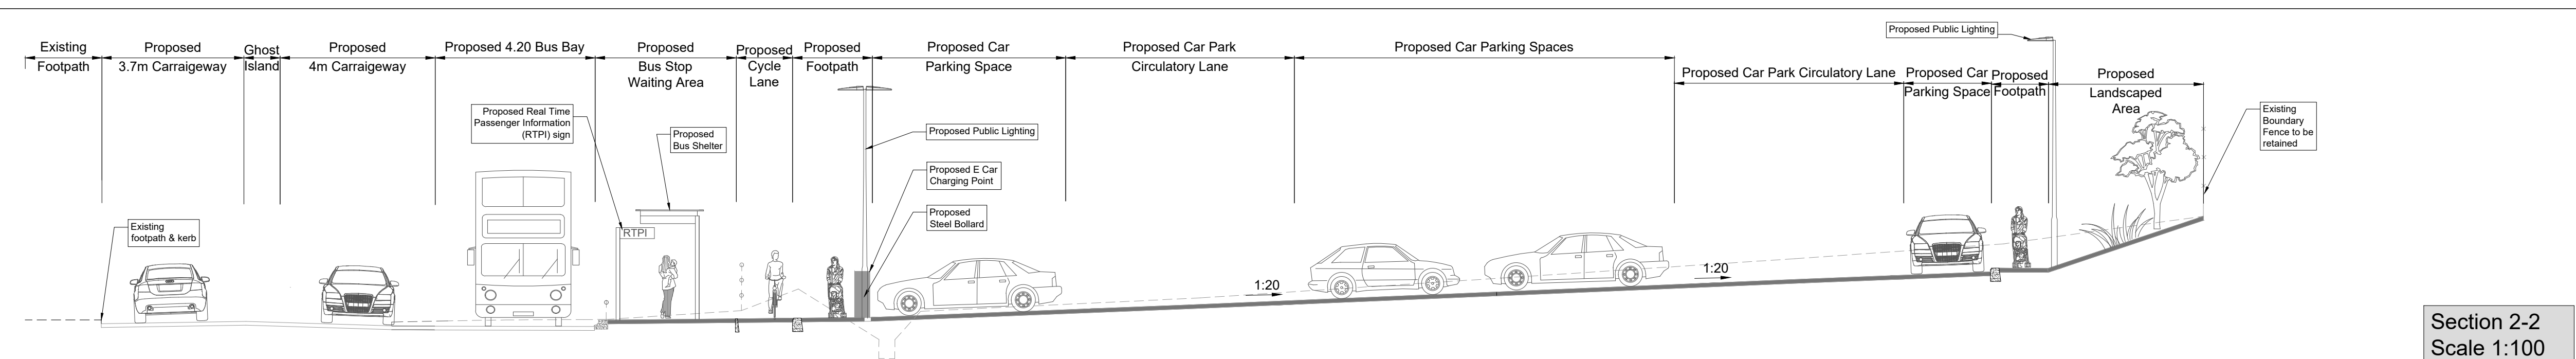 Existing
Footpath
Proposed
3.7m Carraigeway
Ghost
Island
Proposed
4m Carraigeway
Proposed 4.20 Bus Bay
Proposed
Bus Stop
Waiting Area
Proposed
Cycle
Lane
Proposed
Footpath
Proposed Car
Parking Space
Proposed Car Park
Circulatory Lane
Proposed Car Parking Spaces
Proposed Car Park Circulatory Lane
Proposed Car
Parking Space
Proposed
Footpath
Proposed
Landscaped
Area
Proposed Public Lighting
Existing
Boundary
Fence to be
retained
Proposed Real Time
Passenger Information
(RTPI) sign
Proposed
Bus Shelter
Proposed Public Lighting
Proposed E Car
Charging Point
Proposed
Steel Bollard
Existing
footpath & kerb
RTPI
1:20
1:20
Section 2-2
Scale 1:100